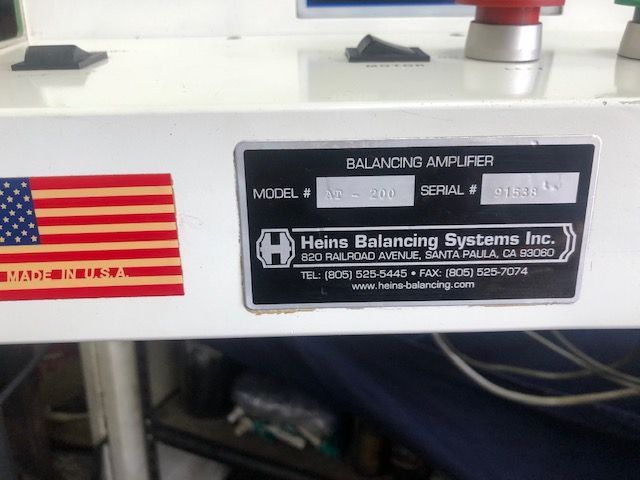 MOTOR
BALANCING AMPLIFIER
MODEL # AT - 200 SERIAL # 91538
H Heins Balancing Systems Inc.
820 RAILROAD AVENUE, SANTA PAULA, CA 93060
TEL: (805) 525-5445 • FAX: (805) 525-7074
www.heins-balancing.com
MADE IN U.S.A.